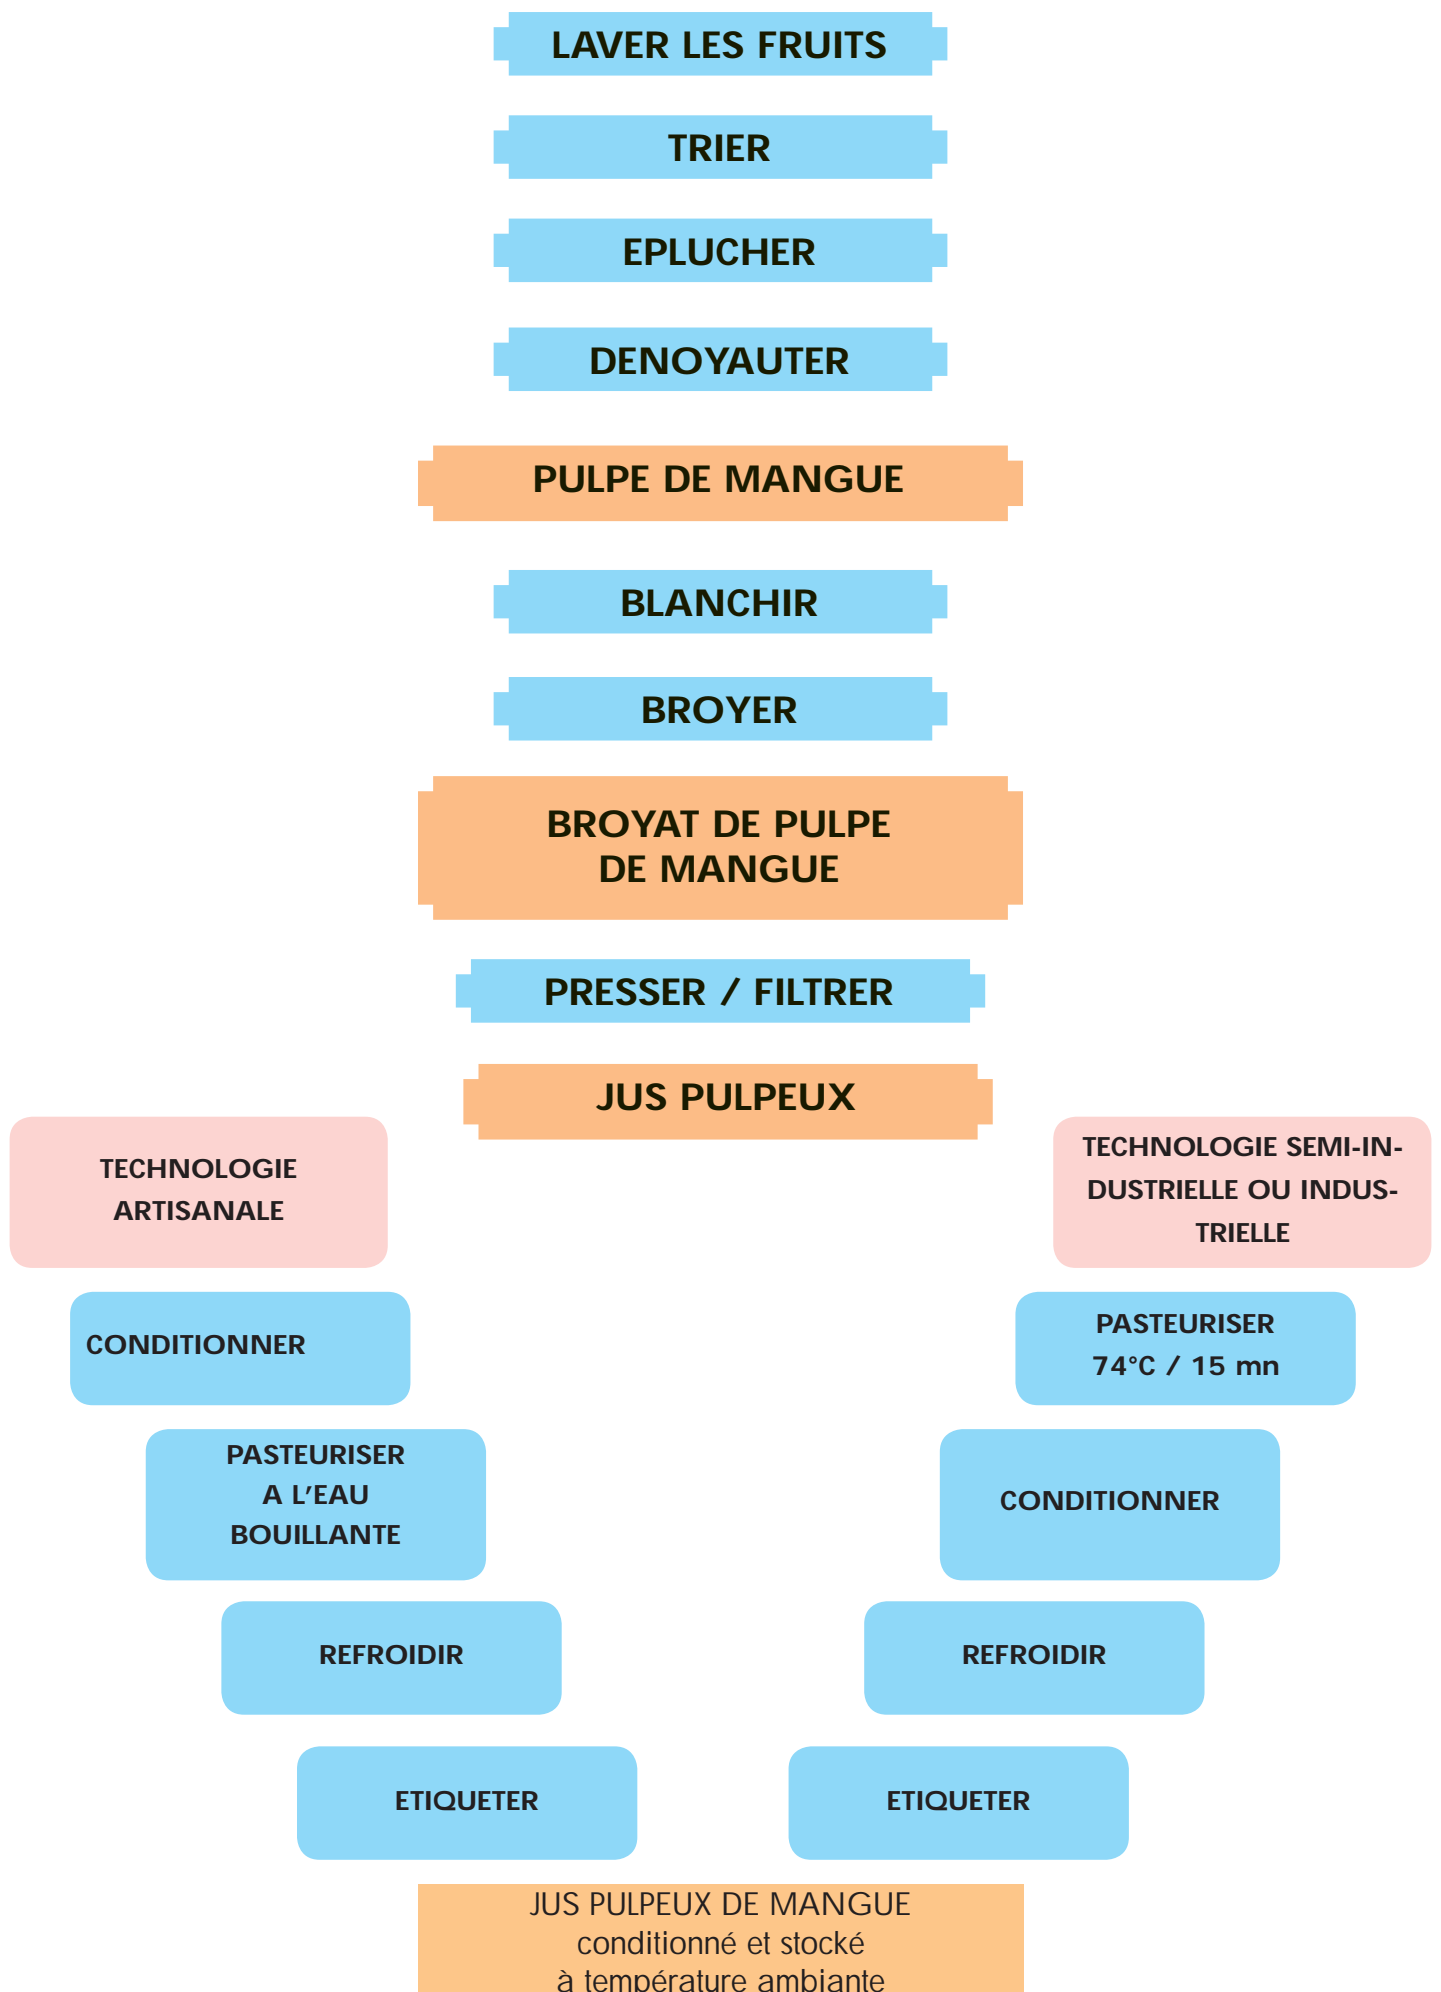 LAVER LES FRUITS
TRIER
EPLUCHER
DENOYAUTER
PULPE DE MANGUE
BLANCHIR
BROYER
BROYAT DE PULPE
DE MANGUE
PRESSER / FILTRER
JUS PULPEUX
TECHNOLOGIE
ARTISANALE
CONDITIONNER
PASTEURISER
A L’EAU
BOUILLANTE
REFROIDIR
ETIQUETER
TECHNOLOGIE SEMI-IN-
DUSTRIELLE OU INDUS-
TRIELLE
PASTEURISER
74°C / 15 mn
CONDITIONNER
REFROIDIR
ETIQUETER
JUS PULPEUX DE MANGUE
conditionné et stocké
à température ambiante